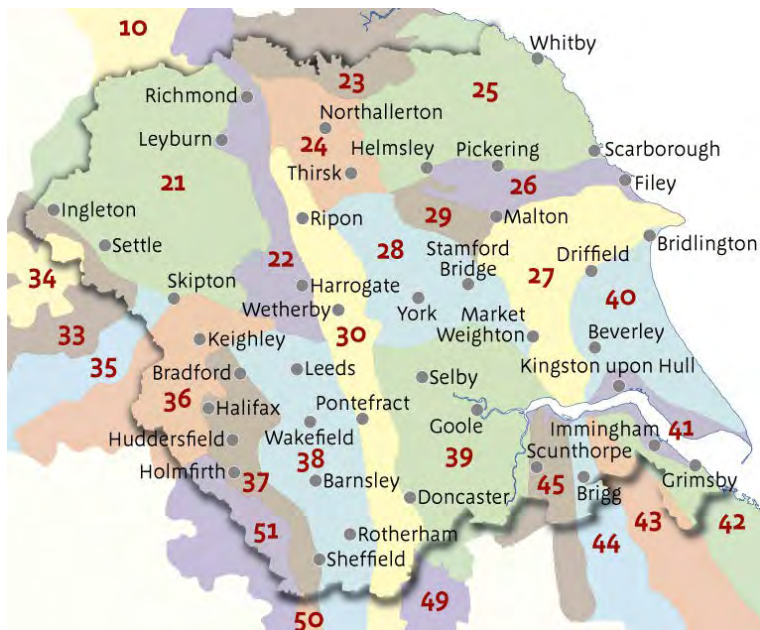 10
Whitby
23
25
Richmond
Northallerton
24
Leyburn
Helmsley
Pickering
Scarborough
Thirsk
21
26
Filey
Ingleton
Ripon
29
Malton
Settle
28
Stamford
Bridge
Bridlington
34
22
27
Driffield
Skipton
Harrogate
40
Wetherby
30
York
Market
Weighton
33
Keighley
Beverley
35
Bradford
Leeds
Selby
Kingston upon Hull
36
Halifax
Pontefract
Goole
Immingham
41
Huddersfield
Wakefield
38
39
Scunthorpe
Holmfirth
37
Barnsley
45
Brigg
Grimsby
Doncaster
51
Rotherham
44
43
42
Sheffield
50
49